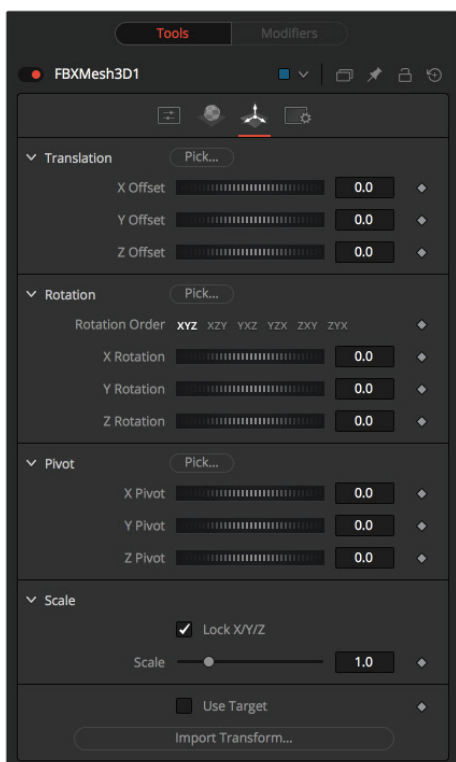 Tools Modifiers
FBXMesh3D1
Translation Pick...
X Offset 0.0
Y Offset 0.0
Z Offset 0.0
Rotation Pick...
Rotation Order XYZ XZY YXZ YZX ZXY ZYX
X Rotation 0.0
Y Rotation 0.0
Z Rotation 0.0
Pivot Pick...
X Pivot 0.0
Y Pivot 0.0
Z Pivot 0.0
Scale
Lock X/Y/Z
Scale 1.0
Use Target
Import Transform...